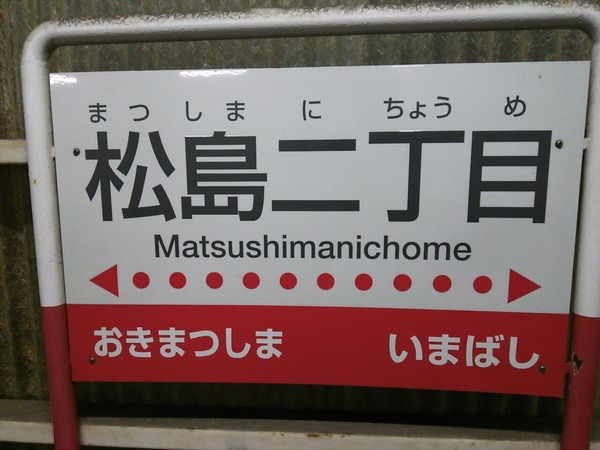 まつしまにちょうめ
松島二丁目
Matsushimanichome
おきまつしま いまばし